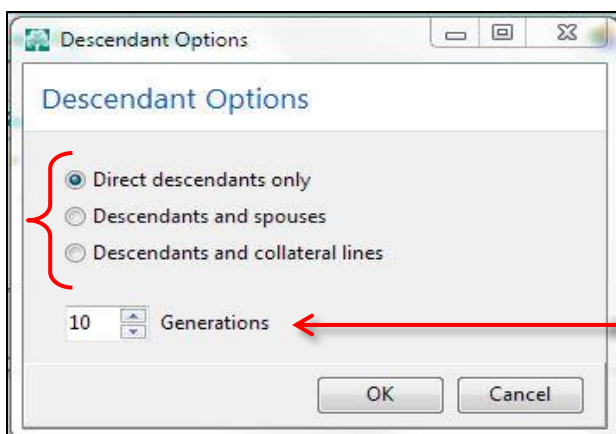 Descendant Options
Descendant Options
Direct descendants only
Descendants and spouses
Descendants and collateral lines
10 Generations
OK Cancel